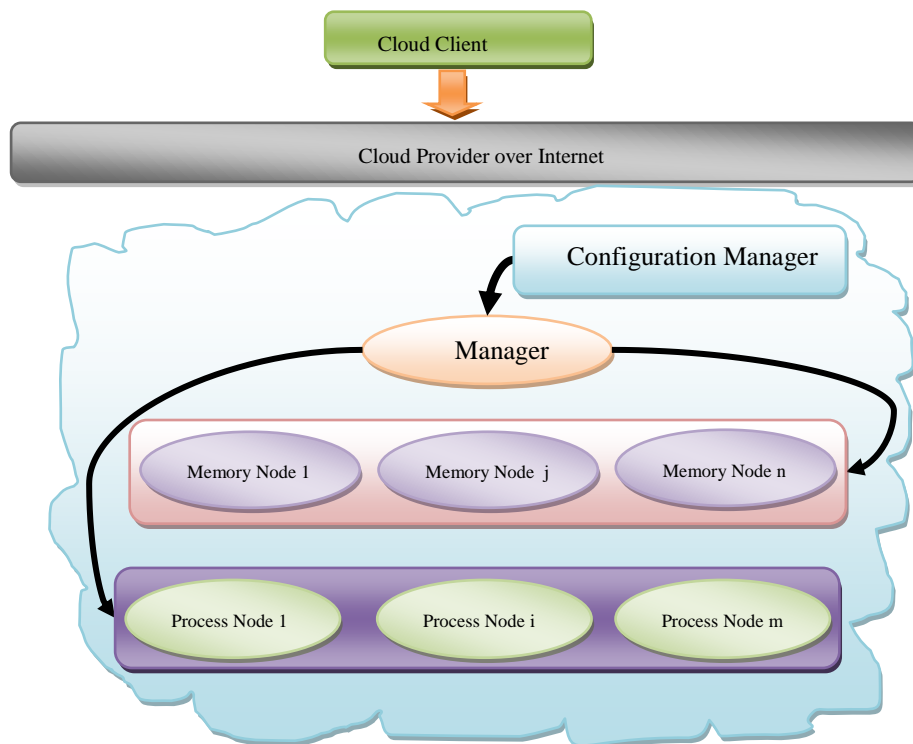 Cloud Client
Cloud Provider over Internet
Configuration Manager
Manager
Memory Node 1
Memory Node j
Memory Node n
Process Node 1
Process Node i
Process Node m